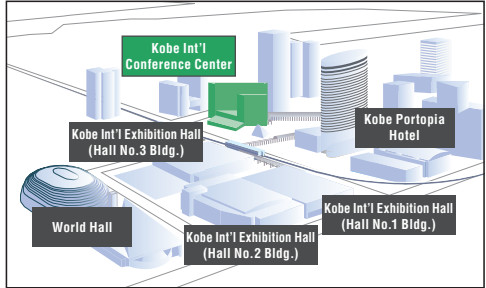 Kobe Int'l
Conference Center
Kobe Portopia
Hotel
Kobe Int'l Exhibition Hall
(Hall No.3 Bldg.)
World Hall
Kobe Int'l Exhibition Hall
(Hall No.2 Bldg.)
Kobe Int'l Exhibition Hall
(Hall No.1 Bldg.)